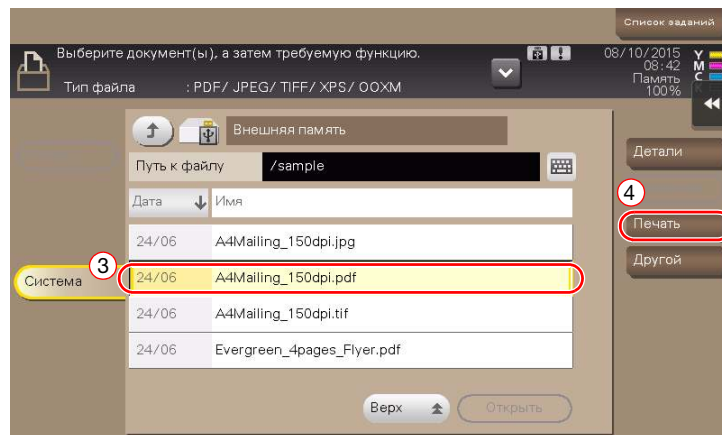 Список заданий
Выберите документ(ы), а затем требуемую функцию.
08/10/2015
08:42
Память
100%
Y
M
C
K
Тип файла : PDF/ JPEG/ TIFF/ XPS/ OOXM
Внешняя память
Путь к файлу /sample
Детали
Дата Имя
4
Печать
24/06 A4Mailing_150dpi.jpg
Другой
3
Система
24/06 A4Mailing_150dpi.pdf
24/06 A4Mailing_150dpi.tif
24/06 Evergreen_4pages_Flyer.pdf
Верх
Открыть